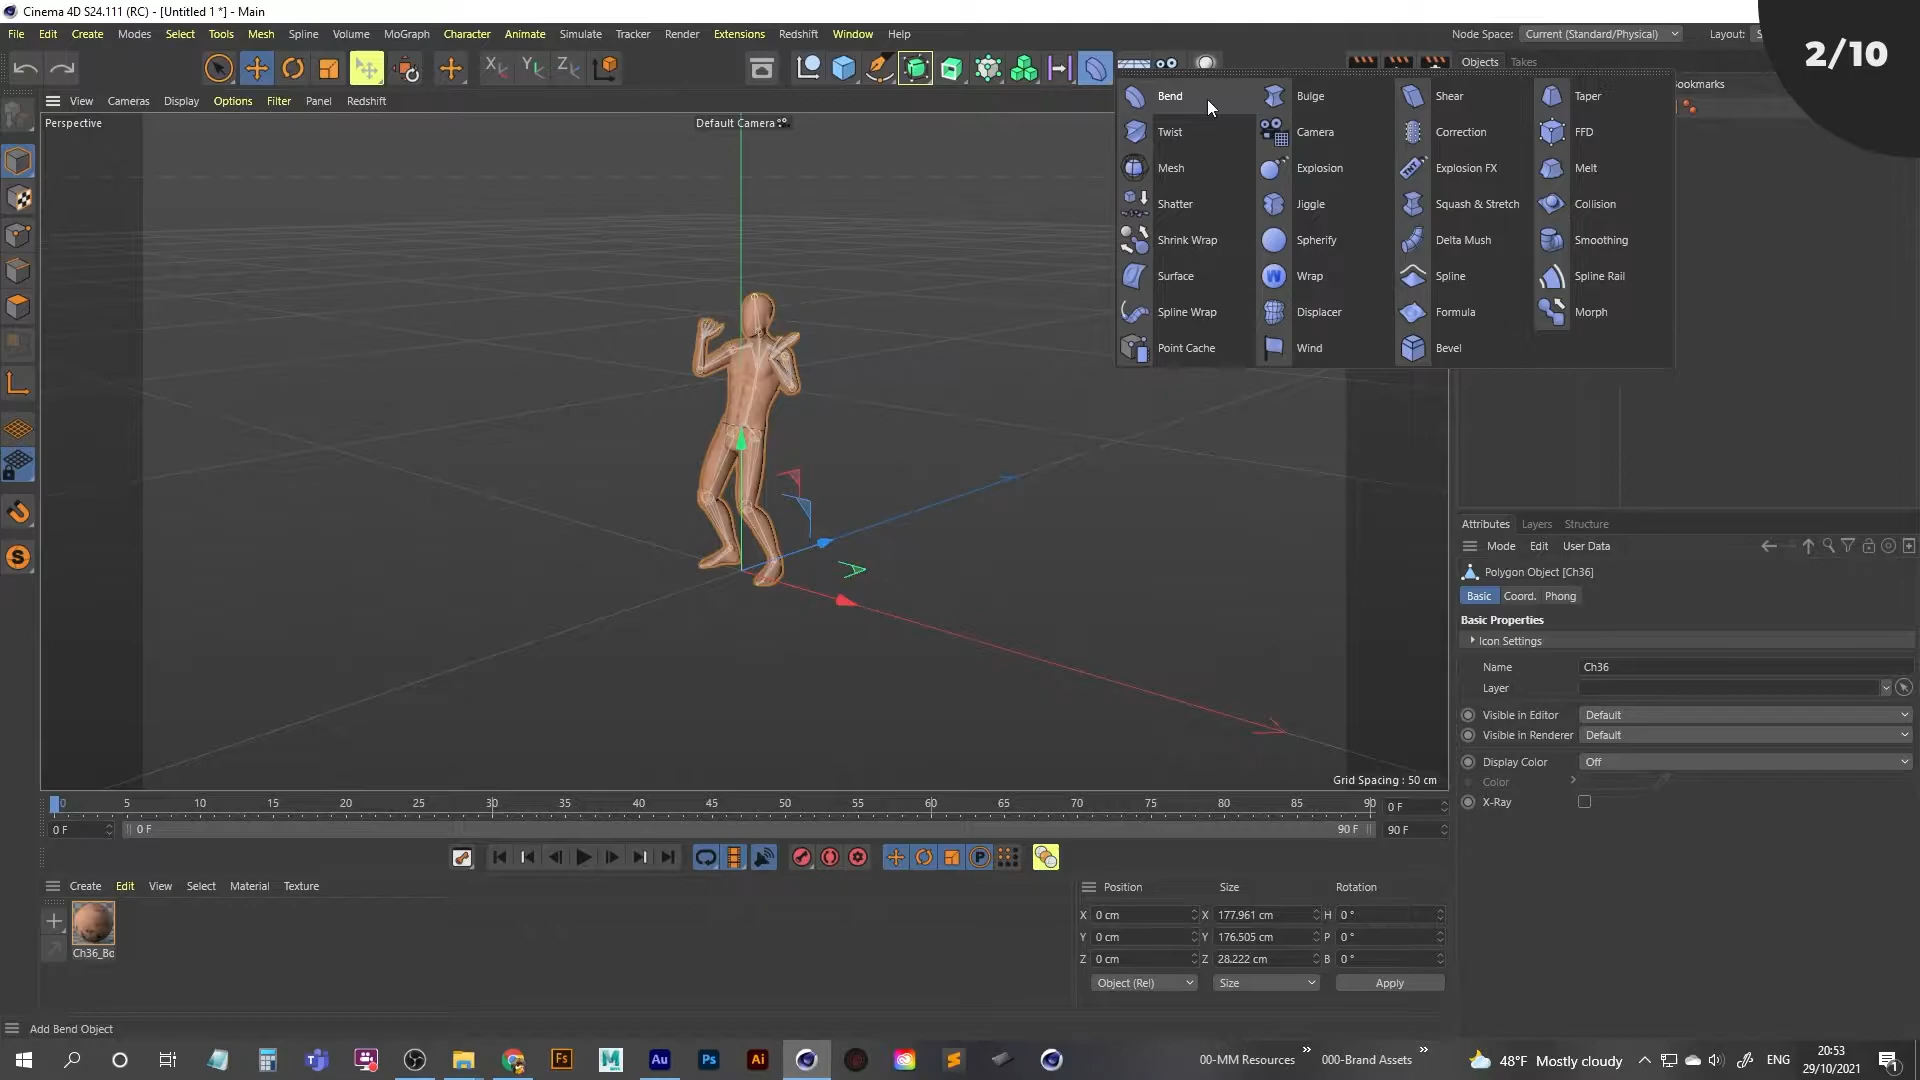 Cinema 4D S24.111 (RC) - [Untitled 1 *] - Main
2/10
File Edit Create Modes Select Tools Mesh Spline Volume MoGraph Character Animate Simulate Tracker Render Extensions Redshift Window Help
Node Space: Current (Standard/Physical) Layout:
Objects Takes
View Cameras Display Options Filter Panel Redshift
Bookmarks
Perspective
Default Camera
Bend Bulge Shear Taper
Twist Camera Correction FFD
Mesh Explosion Explosion FX Melt
Shatter Jiggle Squash & Stretch Collision
Shrink Wrap Spherify Delta Mush Smoothing
Surface Wrap Spline Spline Rail
Spline Wrap Displacer Formula Morph
Point Cache Wind Bevel
Attributes Layers Structure
Mode Edit User Data
Polygon Object [Ch36]
Basic Coord. Phong
Basic Properties
Icon Settings
Name Ch36
Layer
Visible in Editor Default
Visible in Renderer Default
Display Color Off
Color
X-Ray
Grid Spacing : 50 cm
0 5 10 15 20 25 30 35 40 45 50 55 60 65 70 75 80 85 90 0 F
0 F 0 F 90 F 90 F
Create Edit View Select Material Texture
Ch36_Bo
Position Size Rotation
X 0 cm X 177.961 cm H 0 °
Y 0 cm Y 176.505 cm P 0 °
Z 0 cm Z 28.222 cm B 0 °
Object (Rel) Size Apply
Add Bend Object
Fs Au Ps Ai
00-MM Resources 000-Brand Assets 48°F Mostly cloudy ENG 20:53
29/10/2021